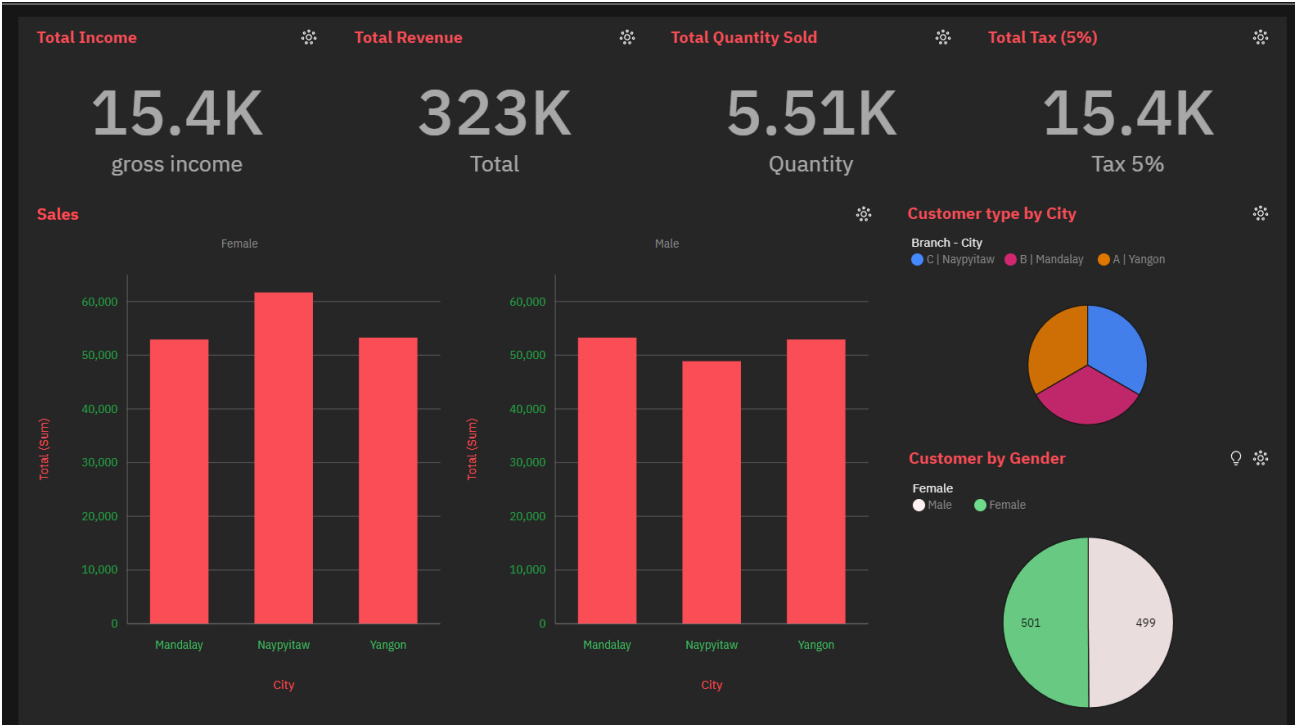 Total Income
Total Revenue
Total Quantity Sold
Total Tax (5%)
15.4K
gross income
323K
Total
5.51K
Quantity
15.4K
Tax 5%
Sales
Female
Male
Total (Sum)
60,000
50,000
40,000
30,000
20,000
10,000
0
Mandalay
Naypyitaw
Yangon
City
Total (Sum)
60,000
50,000
40,000
30,000
20,000
10,000
0
Mandalay
Naypyitaw
Yangon
City
Customer type by City
Branch - City
C | Naypyitaw
B | Mandalay
A | Yangon
Customer by Gender
Female
Male
Female
501
499